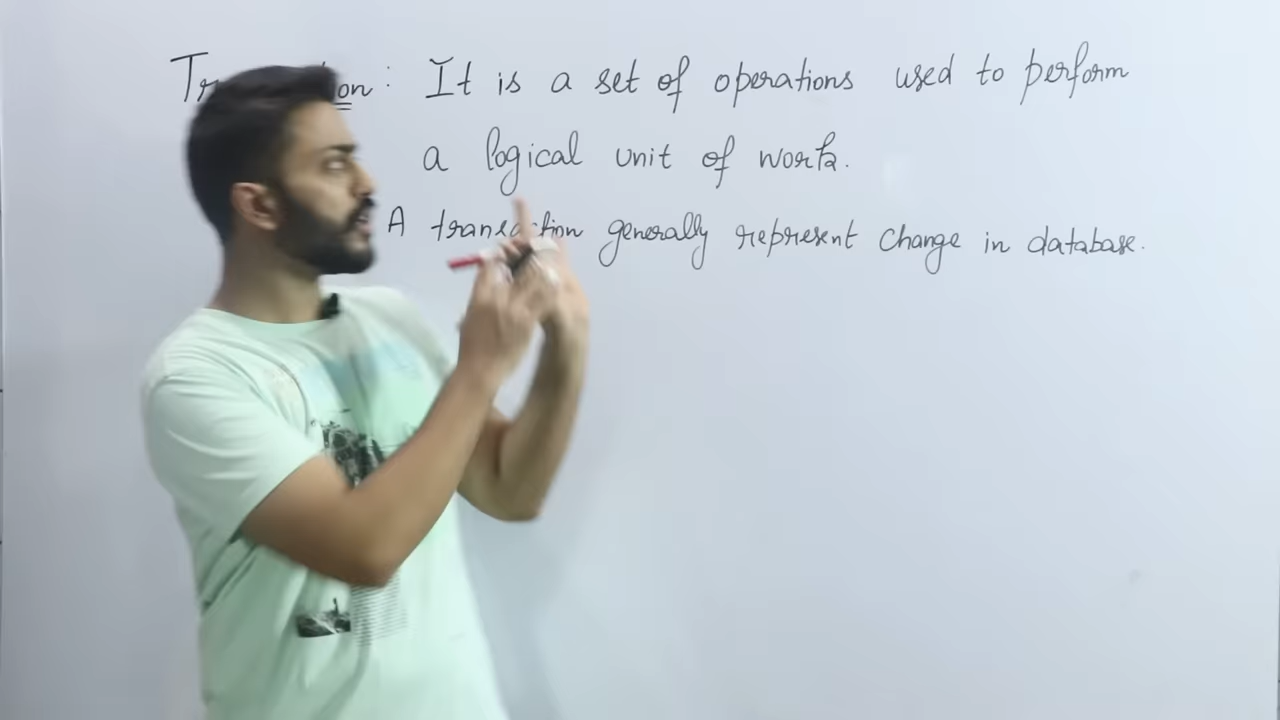 on : It is a set of operations used to perform
a logical unit of work.
A transaction generally represent change in database.